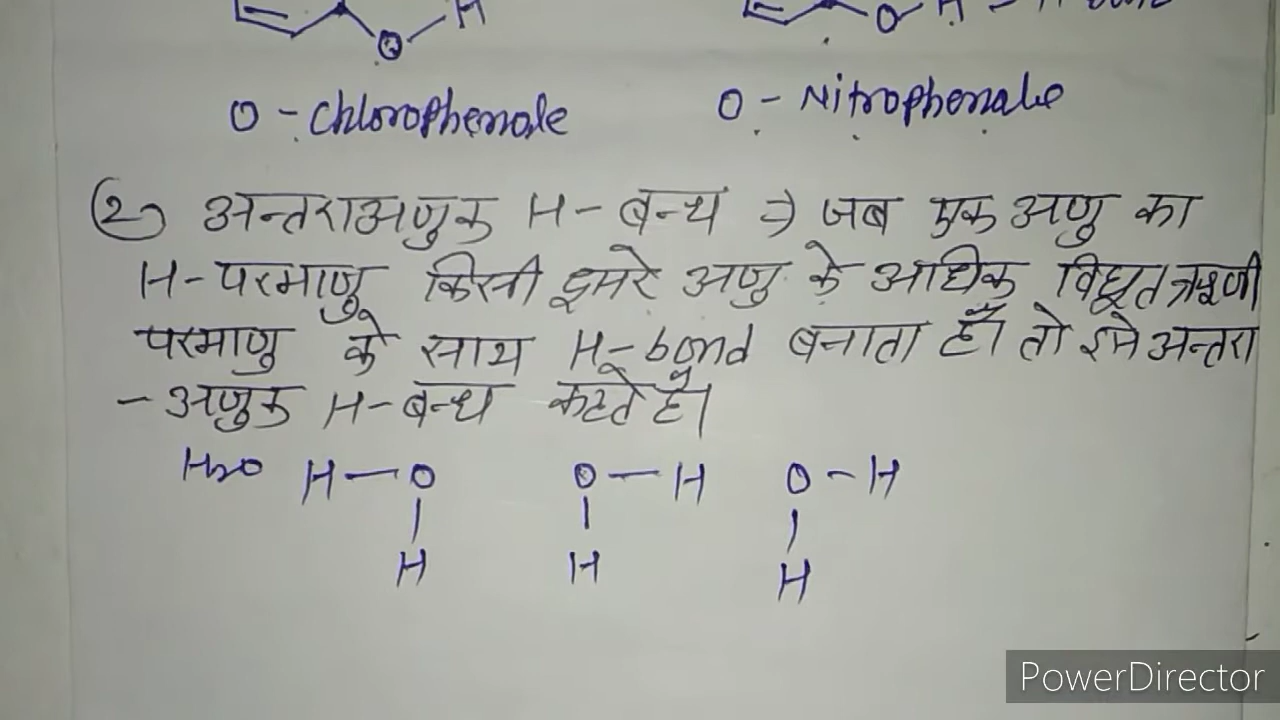 H
O
O H - H
O - Chlorophenole
O - Nitrophenole
(2) अन्तराअणुक H - बन्ध ⇒ जब एक अणु का
H-परमाणु किसी दूसरे अणु के अधिक विद्युतऋणी
परमाणु के साथ H-bond बनाता है। तो इसे अन्तरा
- अणुक H-बन्ध कहते है।
H2O H - O O - H O - H
H H H
PowerDirector